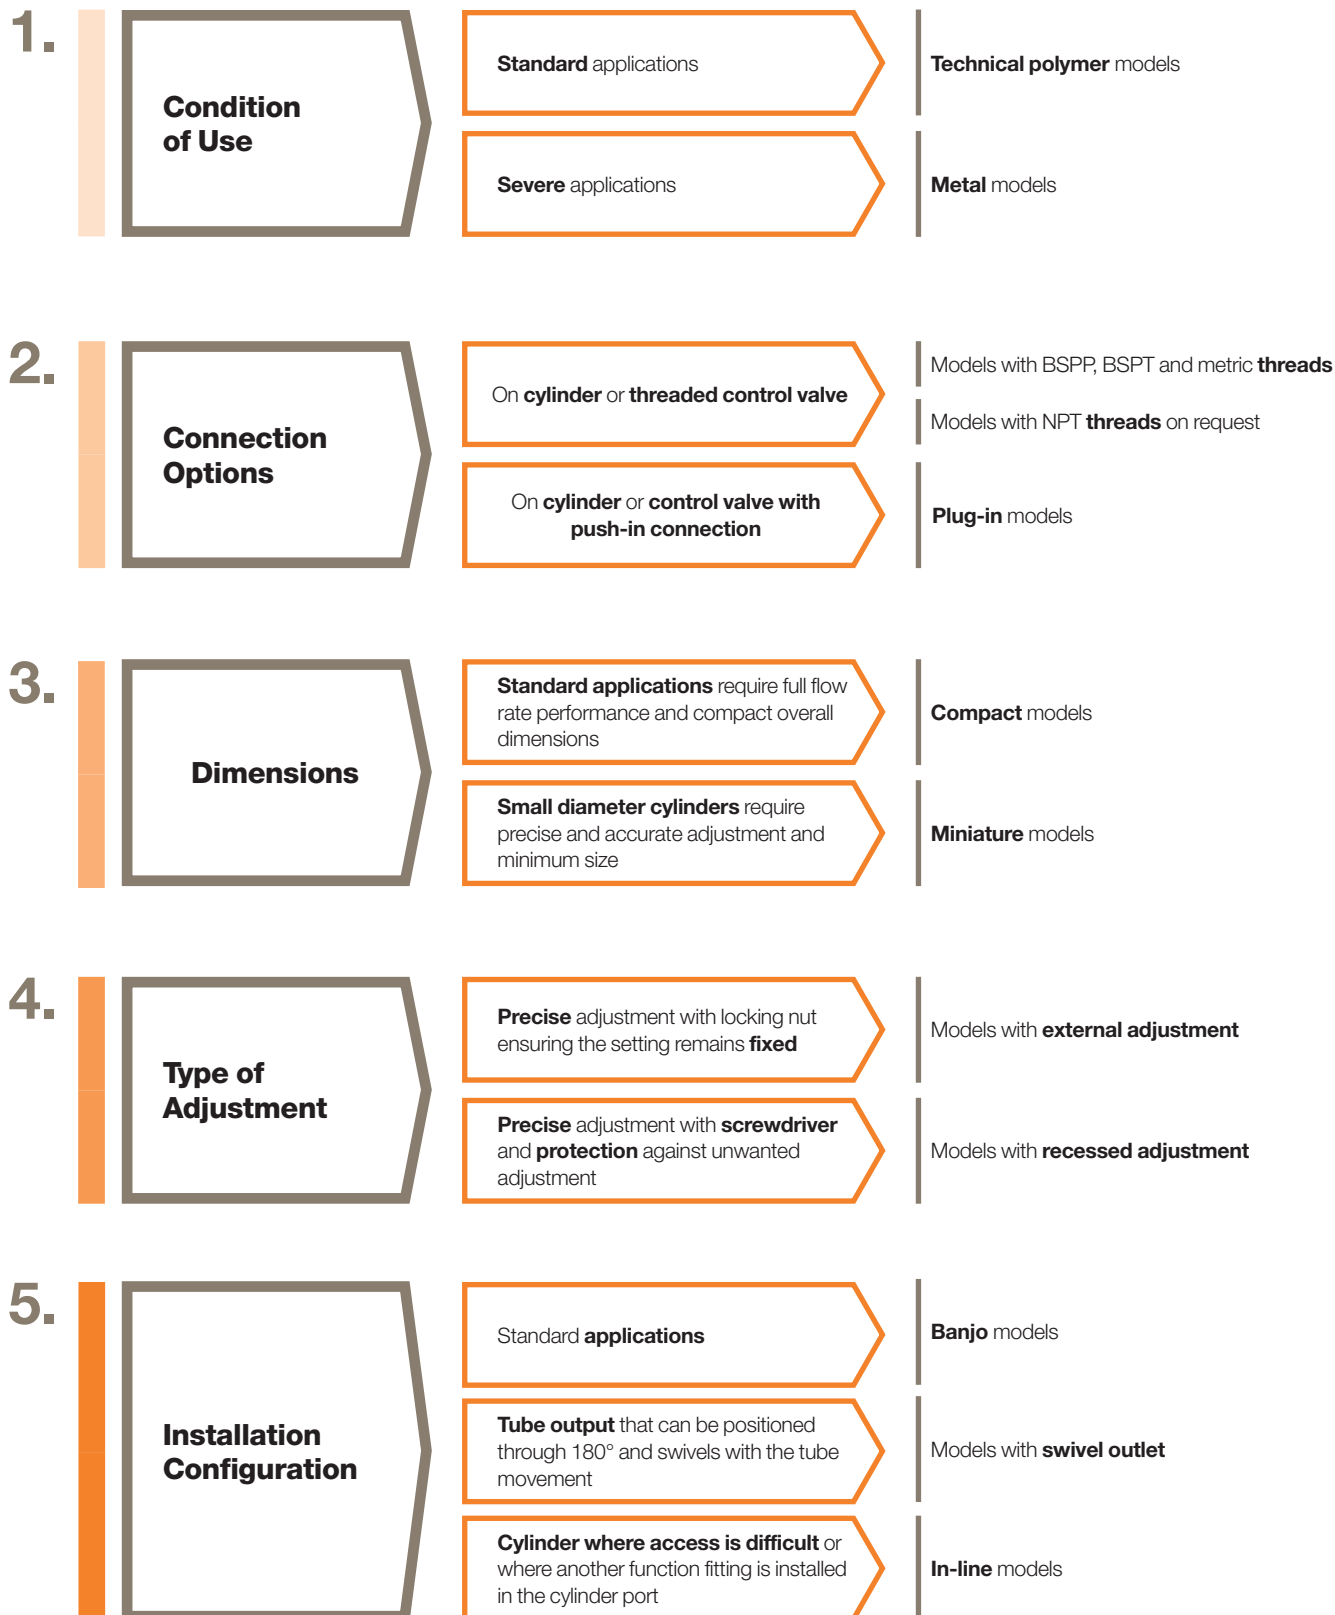 1.
Condition
of Use
Standard applications
Technical polymer models
Severe applications
Metal models
2.
Connection
Options
On cylinder or threaded control valve
Models with BSPP, BSPT and metric threads
Models with NPT threads on request
On cylinder or control valve with
push-in connection
Plug-in models
3.
Dimensions
Standard applications require full flow
rate performance and compact overall
dimensions
Compact models
Small diameter cylinders require
precise and accurate adjustment and
minimum size
Miniature models
4.
Type of
Adjustment
Precise adjustment with locking nut
ensuring the setting remains fixed
Models with external adjustment
Precise adjustment with screwdriver
and protection against unwanted
adjustment
Models with recessed adjustment
5.
Installation
Configuration
Standard applications
Banjo models
Tube output that can be positioned
through 180° and swivels with the tube
movement
Models with swivel outlet
Cylinder where access is difficult or
where another function fitting is installed
in the cylinder port
In-line models